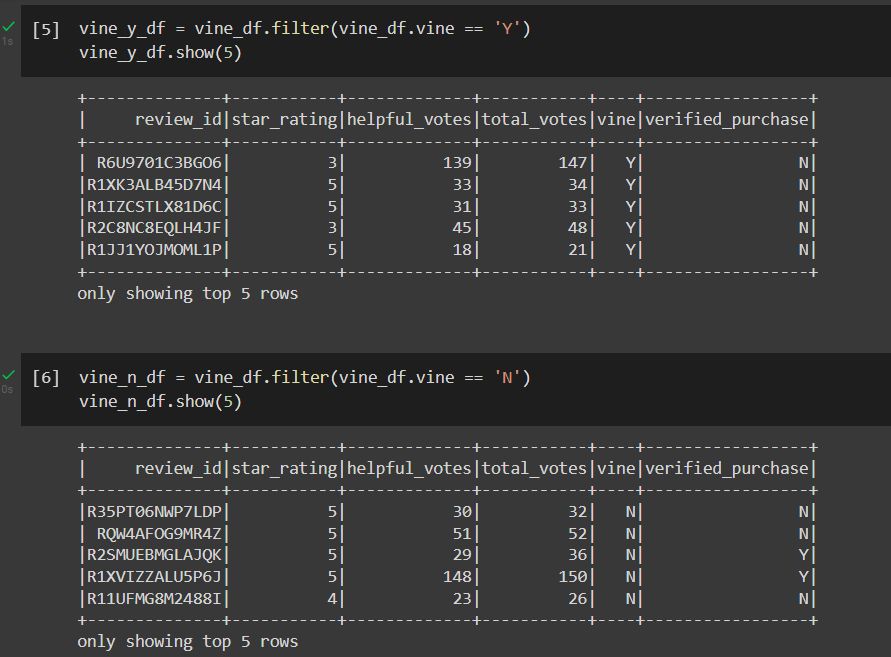 [5] vine_y_df = vine_df.filter(vine_df.vine == 'Y')
1s vine_y_df.show(5)
+--------------+-----------+-------------+-----------+----+-----------------+
|     review_id|star_rating|helpful_votes|total_votes|vine|verified_purchase|
+--------------+-----------+-------------+-----------+----+-----------------+
| R6U9701C3BGO6|          3|          139|        147|   Y|                N|
|R1XK3ALB45D7N4|          5|           33|         34|   Y|                N|
|R1IZCSTLX81D6C|          5|           31|         33|   Y|                N|
|R2C8NC8EQLH4JF|          3|           45|         48|   Y|                N|
|R1JJ1YOJMOML1P|          5|           18|         21|   Y|                N|
+--------------+-----------+-------------+-----------+----+-----------------+
only showing top 5 rows
[6] vine_n_df = vine_df.filter(vine_df.vine == 'N')
0s vine_n_df.show(5)
+--------------+-----------+-------------+-----------+----+-----------------+
|     review_id|star_rating|helpful_votes|total_votes|vine|verified_purchase|
+--------------+-----------+-------------+-----------+----+-----------------+
|R35PT06NWP7LDP|          5|           30|         32|   N|                N|
| RQW4AFOG9MR4Z|          5|           51|         52|   N|                N|
|R2SMUEBMGLAJQK|          5|           29|         36|   N|                Y|
|R1XVIZZALU5P6J|          5|          148|        150|   N|                Y|
|R11UFMG8M2488I|          4|           23|         26|   N|                N|
+--------------+-----------+-------------+-----------+----+-----------------+
only showing top 5 rows